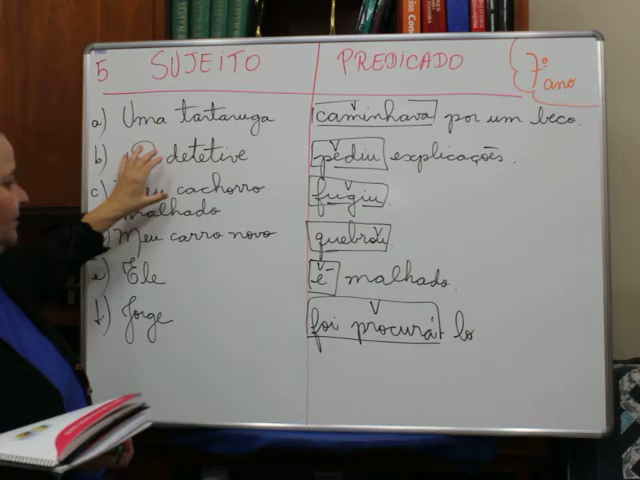 5. SUJEITO PREDICADO 7º ano
a) Uma tartaruga caminhava por um beco.
b) O detetive pediu explicações.
c) Meu cachorro fugiu.
malhado
) Meu carro novo quebrou.
e) Ele é malhado.
f) Jorge foi procurá-lo